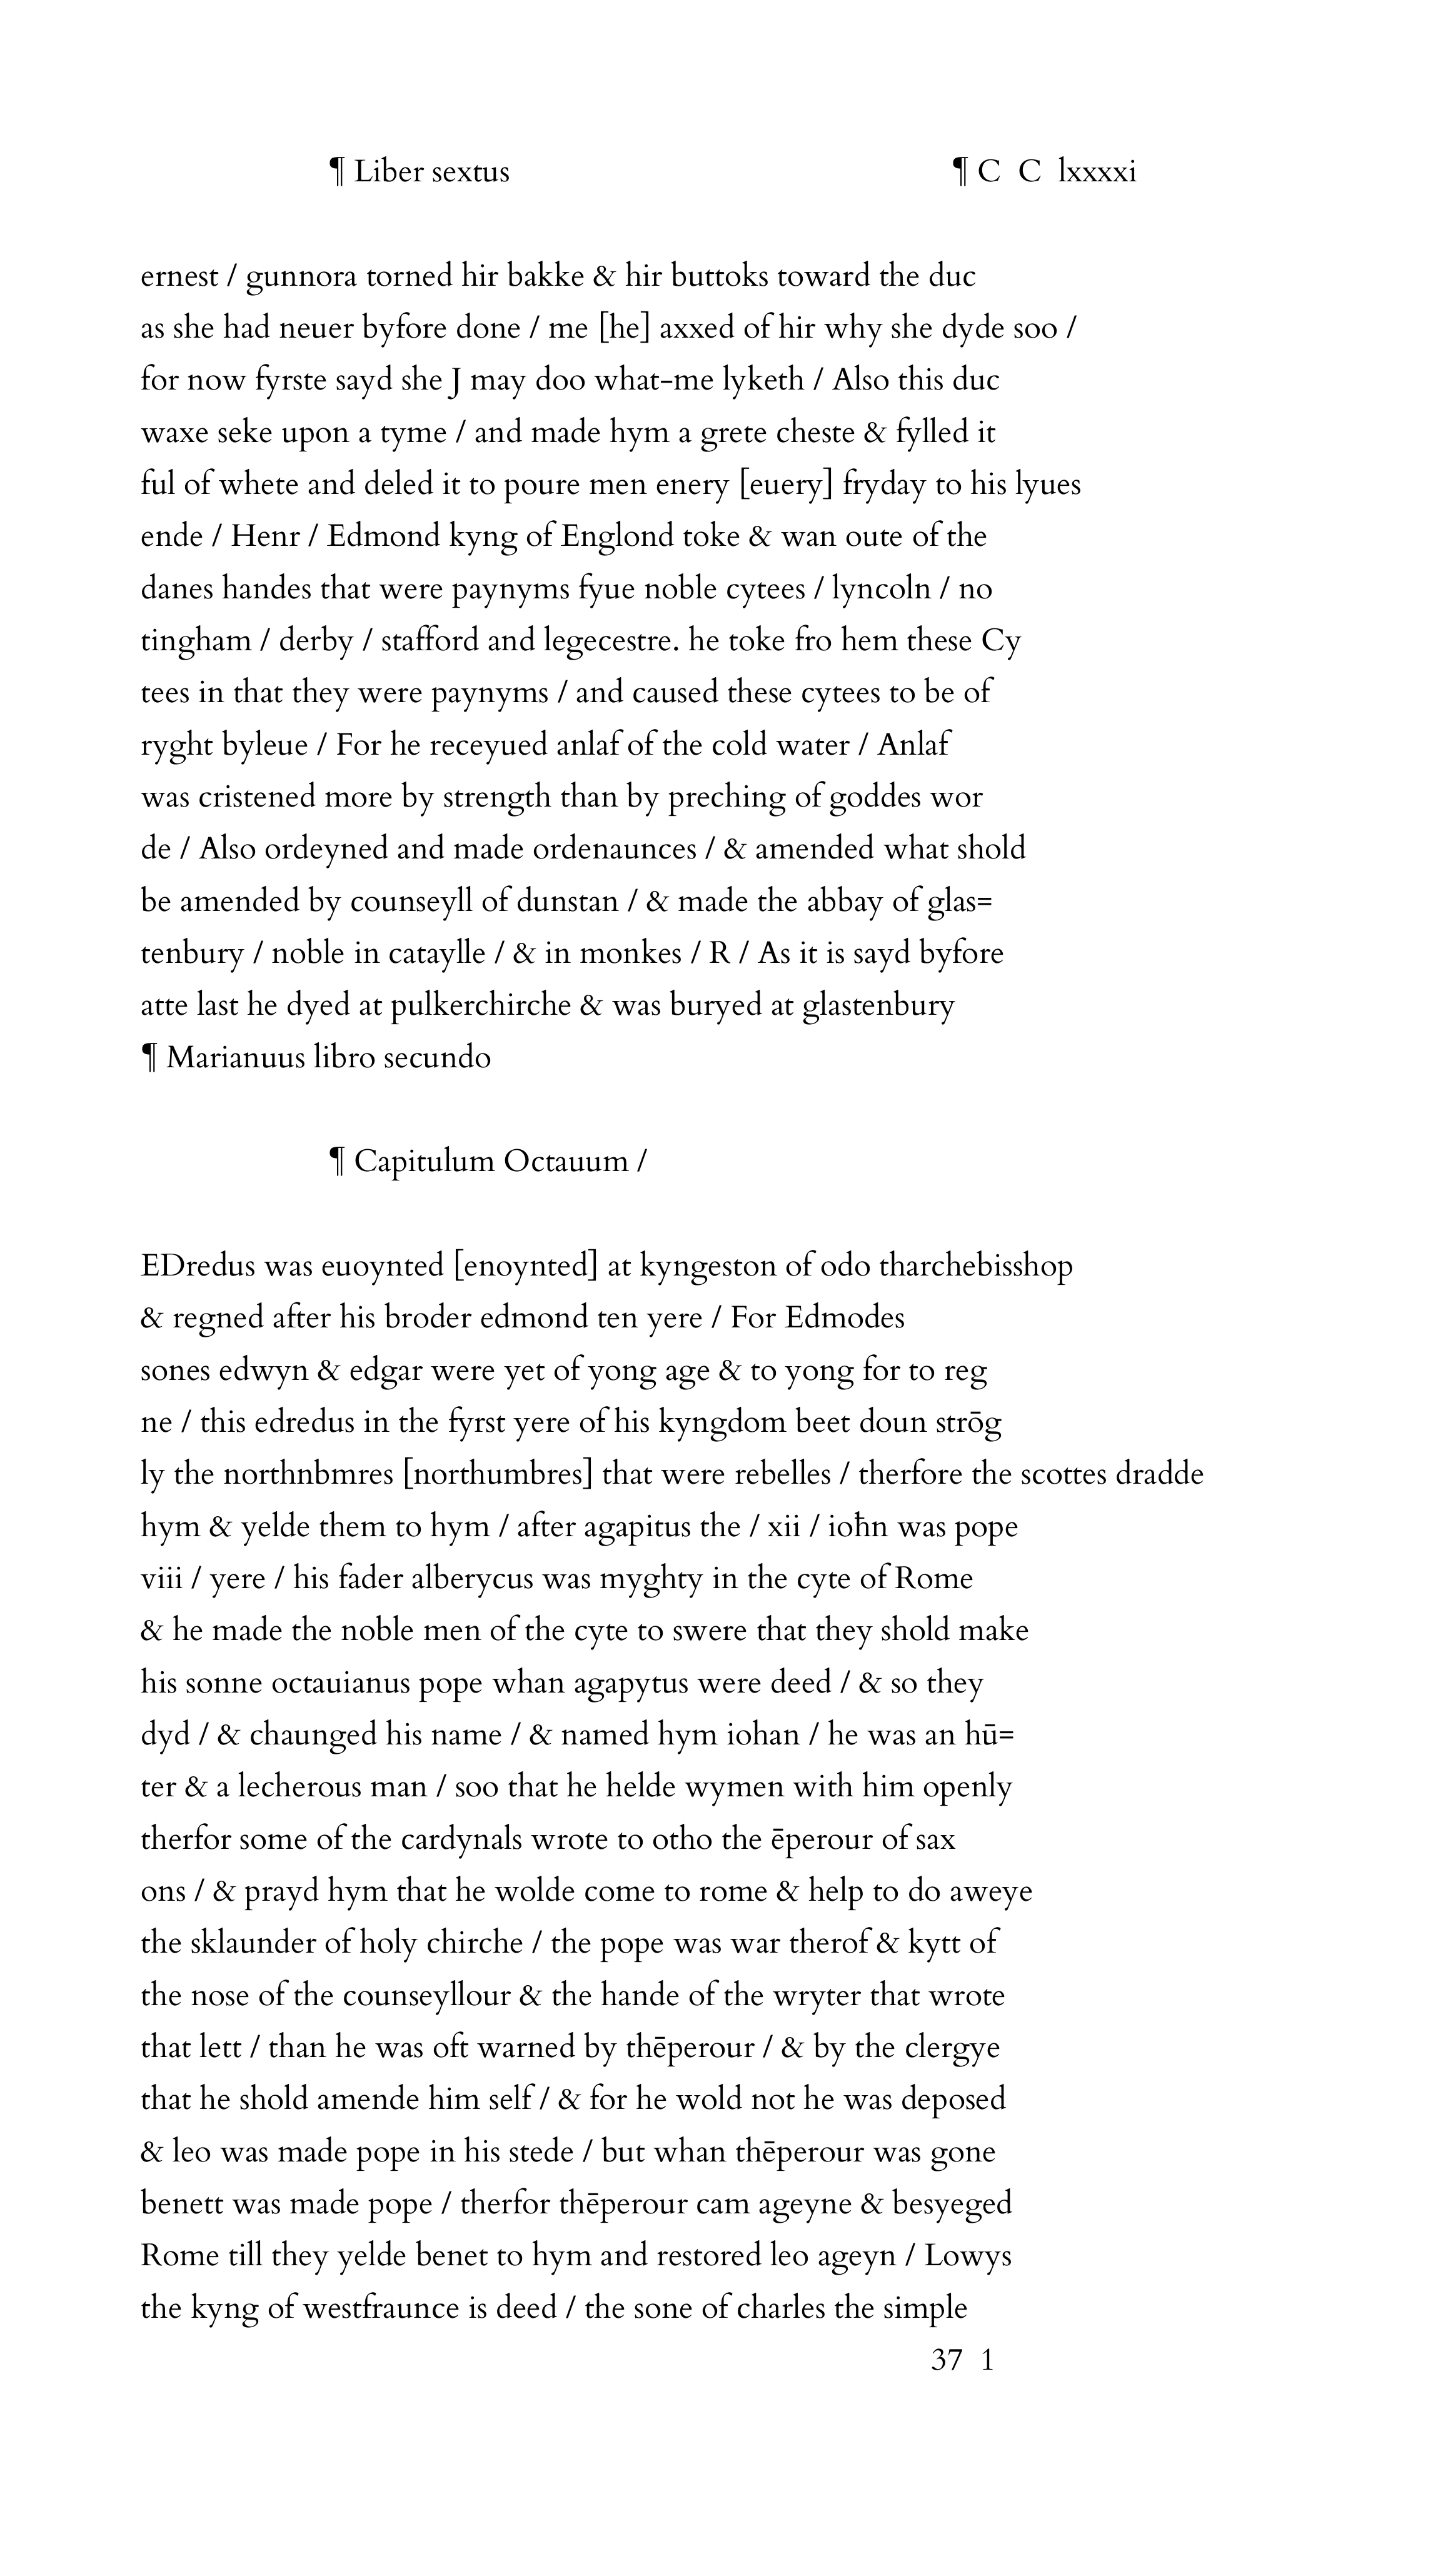 ¶ Liber sextus ¶ C C lxxxxi
ernest / gunnora torned hir bakke & hir buttoks toward the duc
as she had neuer byfore done / me [he] axxed of hir why she dyde soo /
for now fyrste sayd she J may doo what-me lyketh / Also this duc
waxe seke upon a tyme / and made hym a grete cheste & fylled it
ful of whete and deled it to poure men enery [euery] fryday to his lyues
ende / Henr / Edmond kyng of Englond toke & wan oute of the
danes handes that were paynyms fyue noble cytees / lyncoln / no
tingham / derby / stafford and legecestre. he toke fro hem these Cy
tees in that they were paynyms / and caused these cytees to be of
ryght byleue / For he receyued anlaf of the cold water / Anlaf
was cristened more by strength than by preching of goddes wor
de / Also ordeyned and made ordenaunces / & amended what shold
be amended by counseyll of dunstan / & made the abbay of glas=
tenbury / noble in cataylle / & in monkes / R / As it is sayd byfore
atte last he dyed at pulkerchirche & was buryed at glastenbury
¶ Marianuus libro secundo
¶ Capitulum Octauum /
EDredus was euoynted [enoynted] at kyngeston of odo tharchebisshop
& regned after his broder edmond ten yere / For Edmodes
sones edwyn & edgar were yet of yong age & to yong for to reg
ne / this edredus in the fyrst yere of his kyngdom beet doun strōg
ly the northnbmres [northumbres] that were rebelles / therfore the scottes dradde
hym & yelde them to hym / after agapitus the / xii / ioħn was pope
viii / yere / his fader alberycus was myghty in the cyte of Rome
& he made the noble men of the cyte to swere that they shold make
his sonne octauianus pope whan agapytus were deed / & so they
dyd / & chaunged his name / & named hym iohan / he was an hū=
ter & a lecherous man / soo that he helde wymen with him openly
therfor some of the cardynals wrote to otho the ēperour of sax
ons / & prayd hym that he wolde come to rome & help to do aweye
the sklaunder of holy chirche / the pope was war therof & kytt of
the nose of the counseyllour & the hande of the wryter that wrote
that lett / than he was oft warned by thēperour / & by the clergye
that he shold amende him self / & for he wold not he was deposed
& leo was made pope in his stede / but whan thēperour was gone
benett was made pope / therfor thēperour cam ageyne & besyeged
Rome till they yelde benet to hym and restored leo ageyn / Lowys
the kyng of westfraunce is deed / the sone of charles the simple
37 1